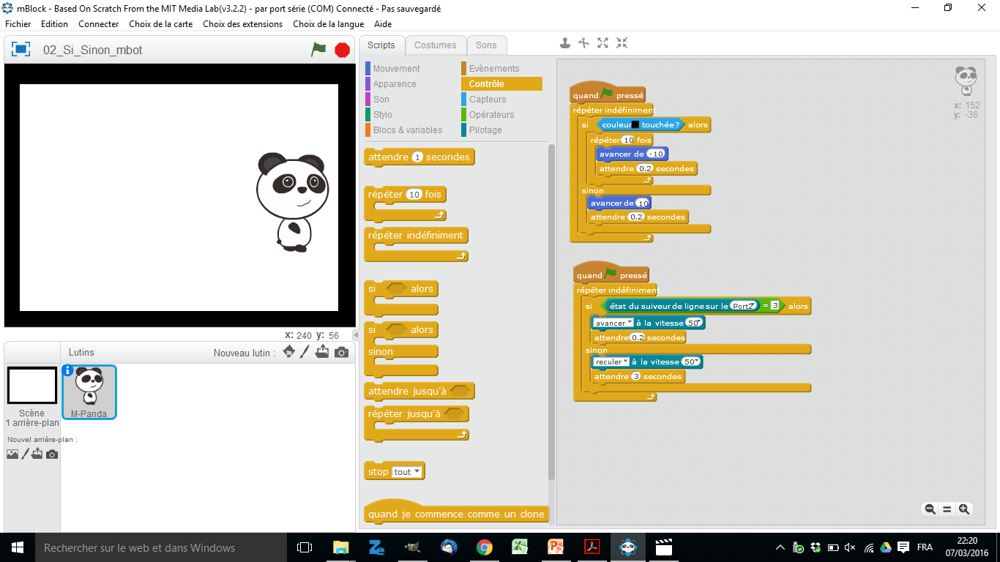 mBlock - Based On Scratch From the MIT Media Lab(v3.2.2) - par port série (COM) Connecté - Pas sauvegardé
Fichier Edition Connecter Choix de la carte Choix des extensions Choix de la langue Aide
02_Si_Sinon_mbot
x: 240 y: 56
Lutins
Nouveau lutin :
Scène
1 arrière-plan
Nouvel arrière-plan :
M-Panda
Scripts Costumes Sons
Mouvement Evènements
Apparence Contrôle
Son Capteurs
Stylo Opérateurs
Blocs & variables Pilotage
attendre 1 secondes
répéter 10 fois
répéter indéfiniment
si alors
si alors
sinon
attendre jusqu'à
répéter jusqu'à
stop tout
quand je commence comme un clone
quand pressé
répéter indéfiniment
si couleur touchée? alors
répéter 10 fois
avancer de -10
attendre 0.2 secondes
sinon
avancer de 10
attendre 0.2 secondes
quand pressé
répéter indéfiniment
si état du suiveur de ligne sur le Port2 = 3 alors
avancer à la vitesse 50
attendre 0.2 secondes
sinon
reculer à la vitesse 50
attendre 3 secondes
x: 152
y: -36
Rechercher sur le web et dans Windows
FRA
22:20
07/03/2016